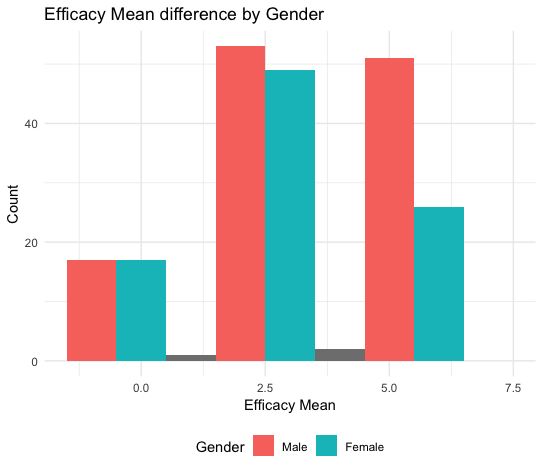 Efficacy Mean difference by Gender
Count
40
20
0
0.0 2.5 5.0 7.5
Efficacy Mean
Gender Male Female